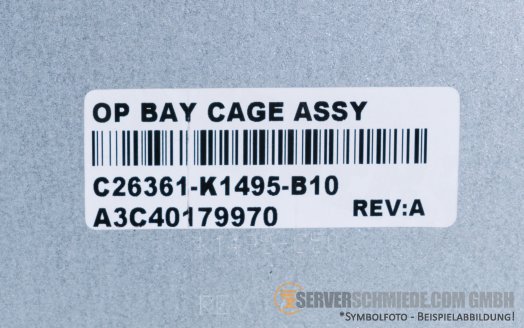 OP BAY CAGE ASSY
C26361-K1495-B10
A3C40179970 REV:A
SERVERSCHMIEDE.COM
GMBH
*SYMBOLFOTO - BEISPIELABBILDUNG!